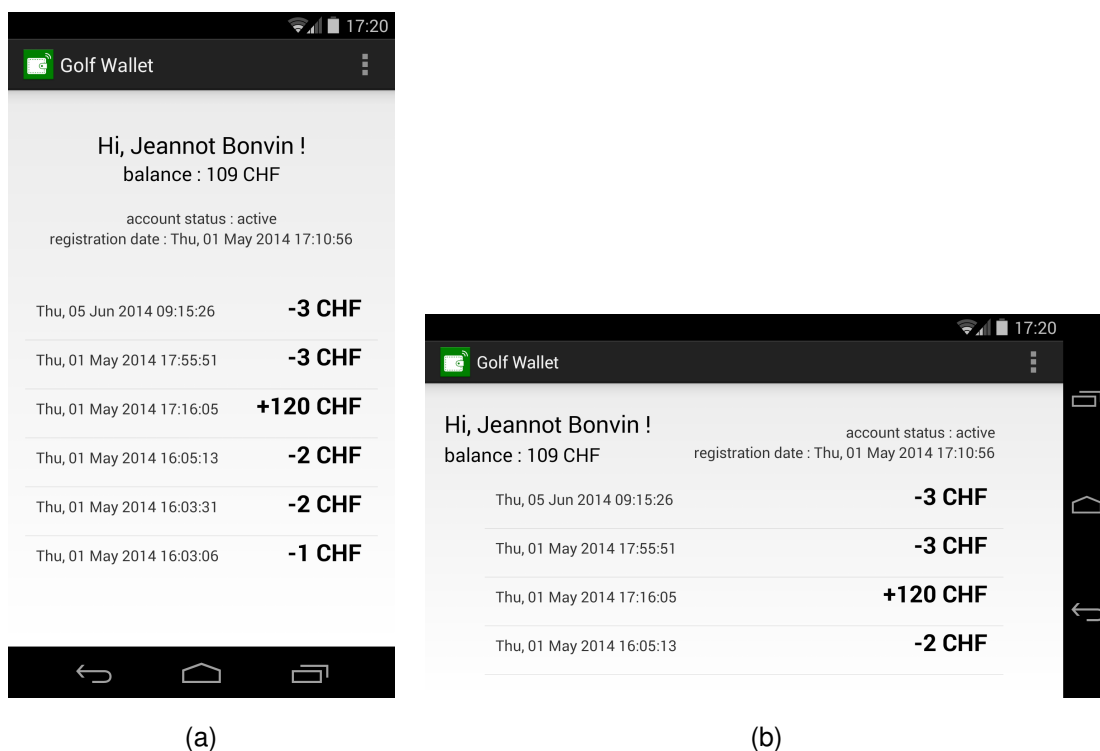 17:20
Golf Wallet
Hi, Jeannot Bonvin !
balance : 109 CHF
account status : active
registration date : Thu, 01 May 2014 17:10:56
Thu, 05 Jun 2014 09:15:26 -3 CHF
Thu, 01 May 2014 17:55:51 -3 CHF
Thu, 01 May 2014 17:16:05 +120 CHF
Thu, 01 May 2014 16:05:13 -2 CHF
Thu, 01 May 2014 16:03:31 -2 CHF
Thu, 01 May 2014 16:03:06 -1 CHF
(a)
17:20
Golf Wallet
Hi, Jeannot Bonvin !
balance : 109 CHF
account status : active
registration date : Thu, 01 May 2014 17:10:56
Thu, 05 Jun 2014 09:15:26 -3 CHF
Thu, 01 May 2014 17:55:51 -3 CHF
Thu, 01 May 2014 17:16:05 +120 CHF
Thu, 01 May 2014 16:05:13 -2 CHF
(b)